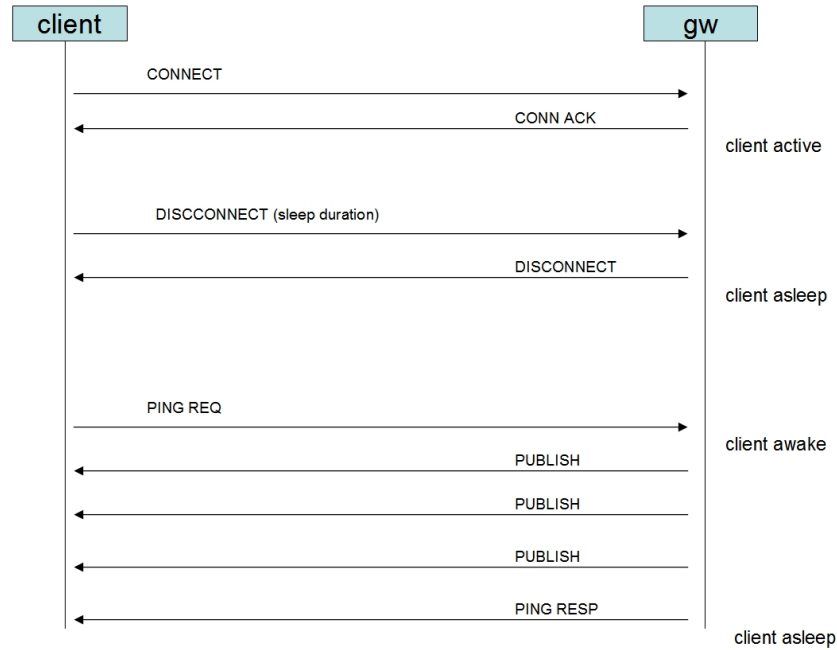 client
gw
CONNECT
CONN ACK
client active
DISCCONNECT (sleep duration)
DISCONNECT
client asleep
PING REQ
client awake
PUBLISH
PUBLISH
PUBLISH
PING RESP
client asleep